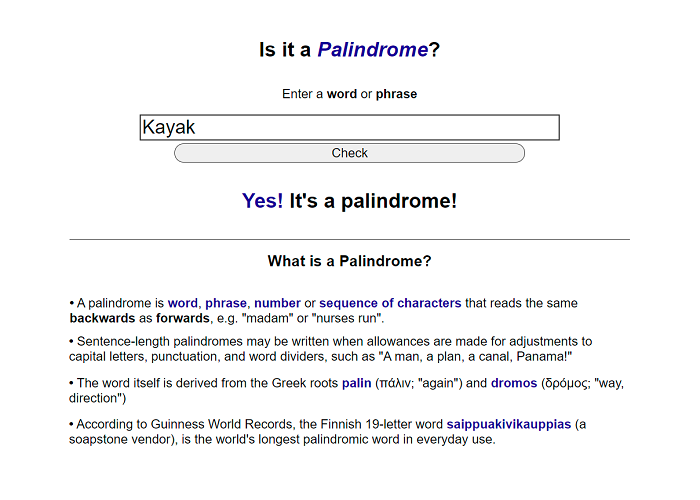 Is it a Palindrome?
Enter a word or phrase
Kayak
Check
Yes! It's a palindrome!
What is a Palindrome?
• A palindrome is word, phrase, number or sequence of characters that reads the same
backwards as forwards, e.g. "madam" or "nurses run".
• Sentence-length palindromes may be written when allowances are made for adjustments to
capital letters, punctuation, and word dividers, such as "A man, a plan, a canal, Panama!"
• The word itself is derived from the Greek roots palin (πάλιν; "again") and dromos (δρóμος; "way,
direction")
• According to Guinness World Records, the Finnish 19-letter word saippuakivikauppias (a
soapstone vendor), is the world's longest palindromic word in everyday use.